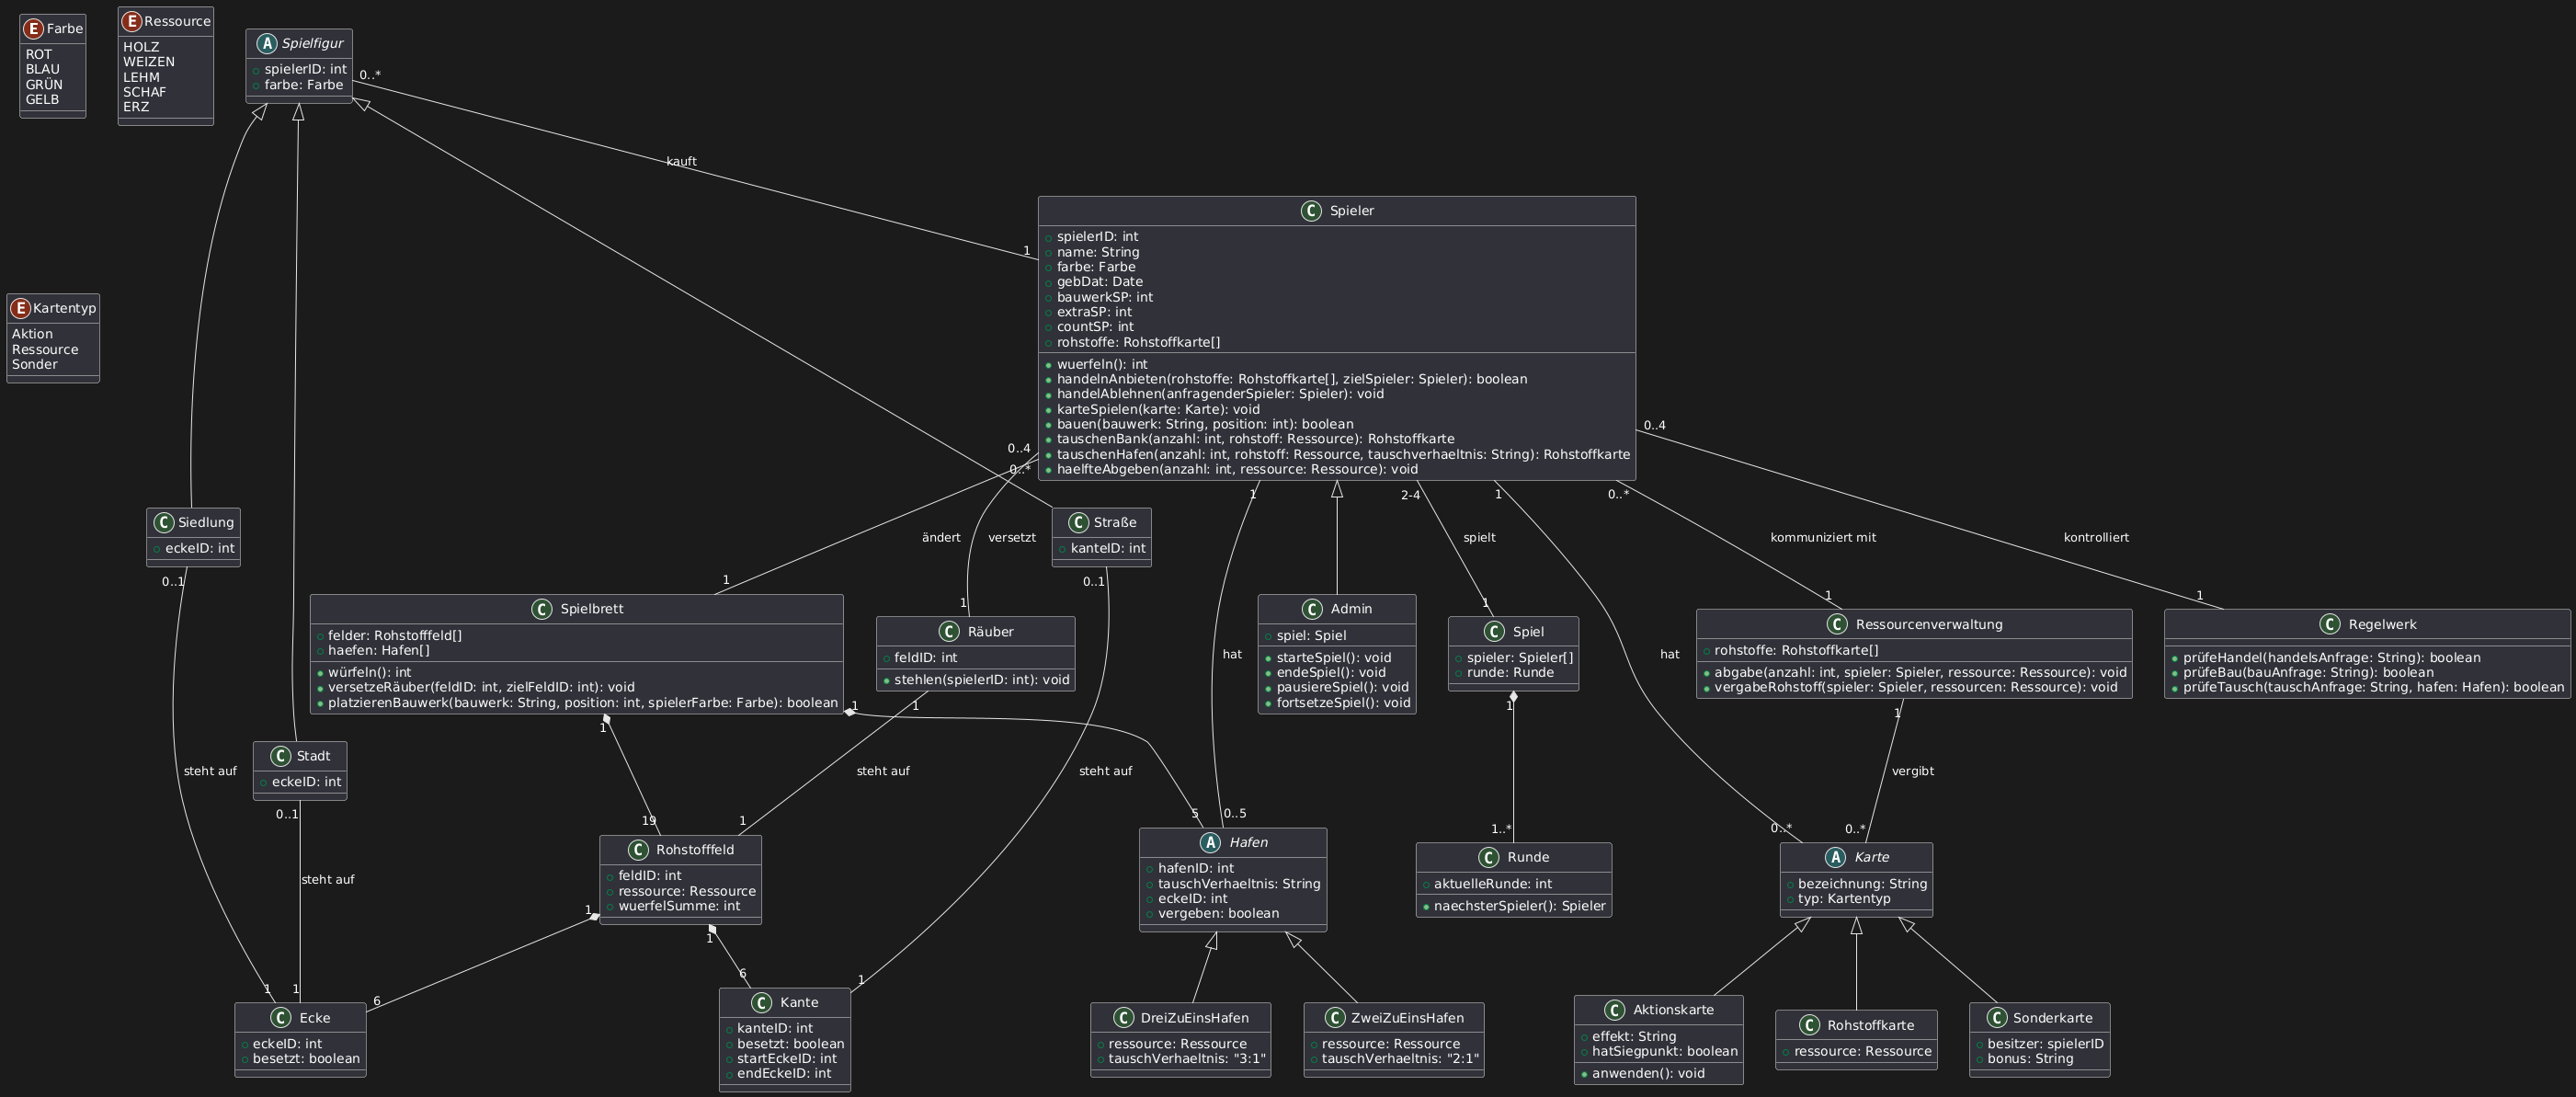 E Farbe
ROT
BLAU
GRÜN
GELB
E Ressource
HOLZ
WEIZEN
LEHM
SCHAF
ERZ
A Spielfigur
spielerID: int
farbe: Farbe
0..*
kauft
1
C Spieler
spielerID: int
name: String
farbe: Farbe
gebDat: Date
bauwerkSP: int
extraSP: int
countSP: int
rohstoffe: Rohstoffkarte[]
wuerfeln(): int
handelnAnbieten(rohstoffe: Rohstoffkarte[], zielSpieler: Spieler): boolean
handelAblehnen(anfragenderSpieler: Spieler): void
karteSpielen(karte: Karte): void
bauen(bauwerk: String, position: int): boolean
tauschenBank(anzahl: int, rohstoff: Ressource): Rohstoffkarte
tauschenHafen(anzahl: int, rohstoff: Ressource, tauschverhaeltnis: String): Rohstoffkarte
haelfteAbgeben(anzahl: int, ressource: Ressource): void
E Kartentyp
Aktion
Ressource
Sonder
0..4
0..*
1
2-4
1
0..*
0..4
C Siedlung
eckeID: int
0..1
C Straße
kanteID: int
0..1
ändert
versetzt
spielt
kommuniziert mit
kontrolliert
1
1
1
1
1
C Spielbrett
felder: Rohstofffeld[]
haefen: Hafen[]
würfeln(): int
versetzeRäuber(feldID: int, zielFeldID: int): void
platzierenBauwerk(bauwerk: String, position: int, spielerFarbe: Farbe): boolean
C Räuber
feldID: int
stehlen(spielerID: int): void
C Admin
spiel: Spiel
starteSpiel(): void
endeSpiel(): void
pausiereSpiel(): void
fortsetzeSpiel(): void
C Spiel
spieler: Spieler[]
runde: Runde
C Ressourcenverwaltung
rohstoffe: Rohstoffkarte[]
abgabe(anzahl: int, spieler: Spieler, ressource: Ressource): void
vergabeRohstoff(spieler: Spieler, ressourcen: Ressource): void
C Regelwerk
prüfeHandel(handelsAnfrage: String): boolean
prüfeBau(bauAnfrage: String): boolean
prüfeTausch(tauschAnfrage: String, hafen: Hafen): boolean
hat
hat
1
1
1
1
1
C Stadt
eckeID: int
0..1
steht auf
steht auf
steht auf
vergibt
steht auf
19
1
5
0..5
1..*
0..*
0..*
C Rohstofffeld
feldID: int
ressource: Ressource
wuerfelSumme: int
1
1
A Hafen
hafenID: int
tauschVerhaeltnis: String
eckeID: int
vergeben: boolean
C Runde
aktuelleRunde: int
naechsterSpieler(): Spieler
A Karte
bezeichnung: String
typ: Kartentyp
1
1
6
6
1
C Ecke
eckeID: int
besetzt: boolean
C Kante
kanteID: int
besetzt: boolean
startEckeID: int
endEckeID: int
C DreiZuEinsHafen
ressource: Ressource
tauschVerhaeltnis: "3:1"
C ZweiZuEinsHafen
ressource: Ressource
tauschVerhaeltnis: "2:1"
C Aktionskarte
effekt: String
hatSiegpunkt: boolean
anwenden(): void
C Rohstoffkarte
ressource: Ressource
C Sonderkarte
besitzer: spielerID
bonus: String